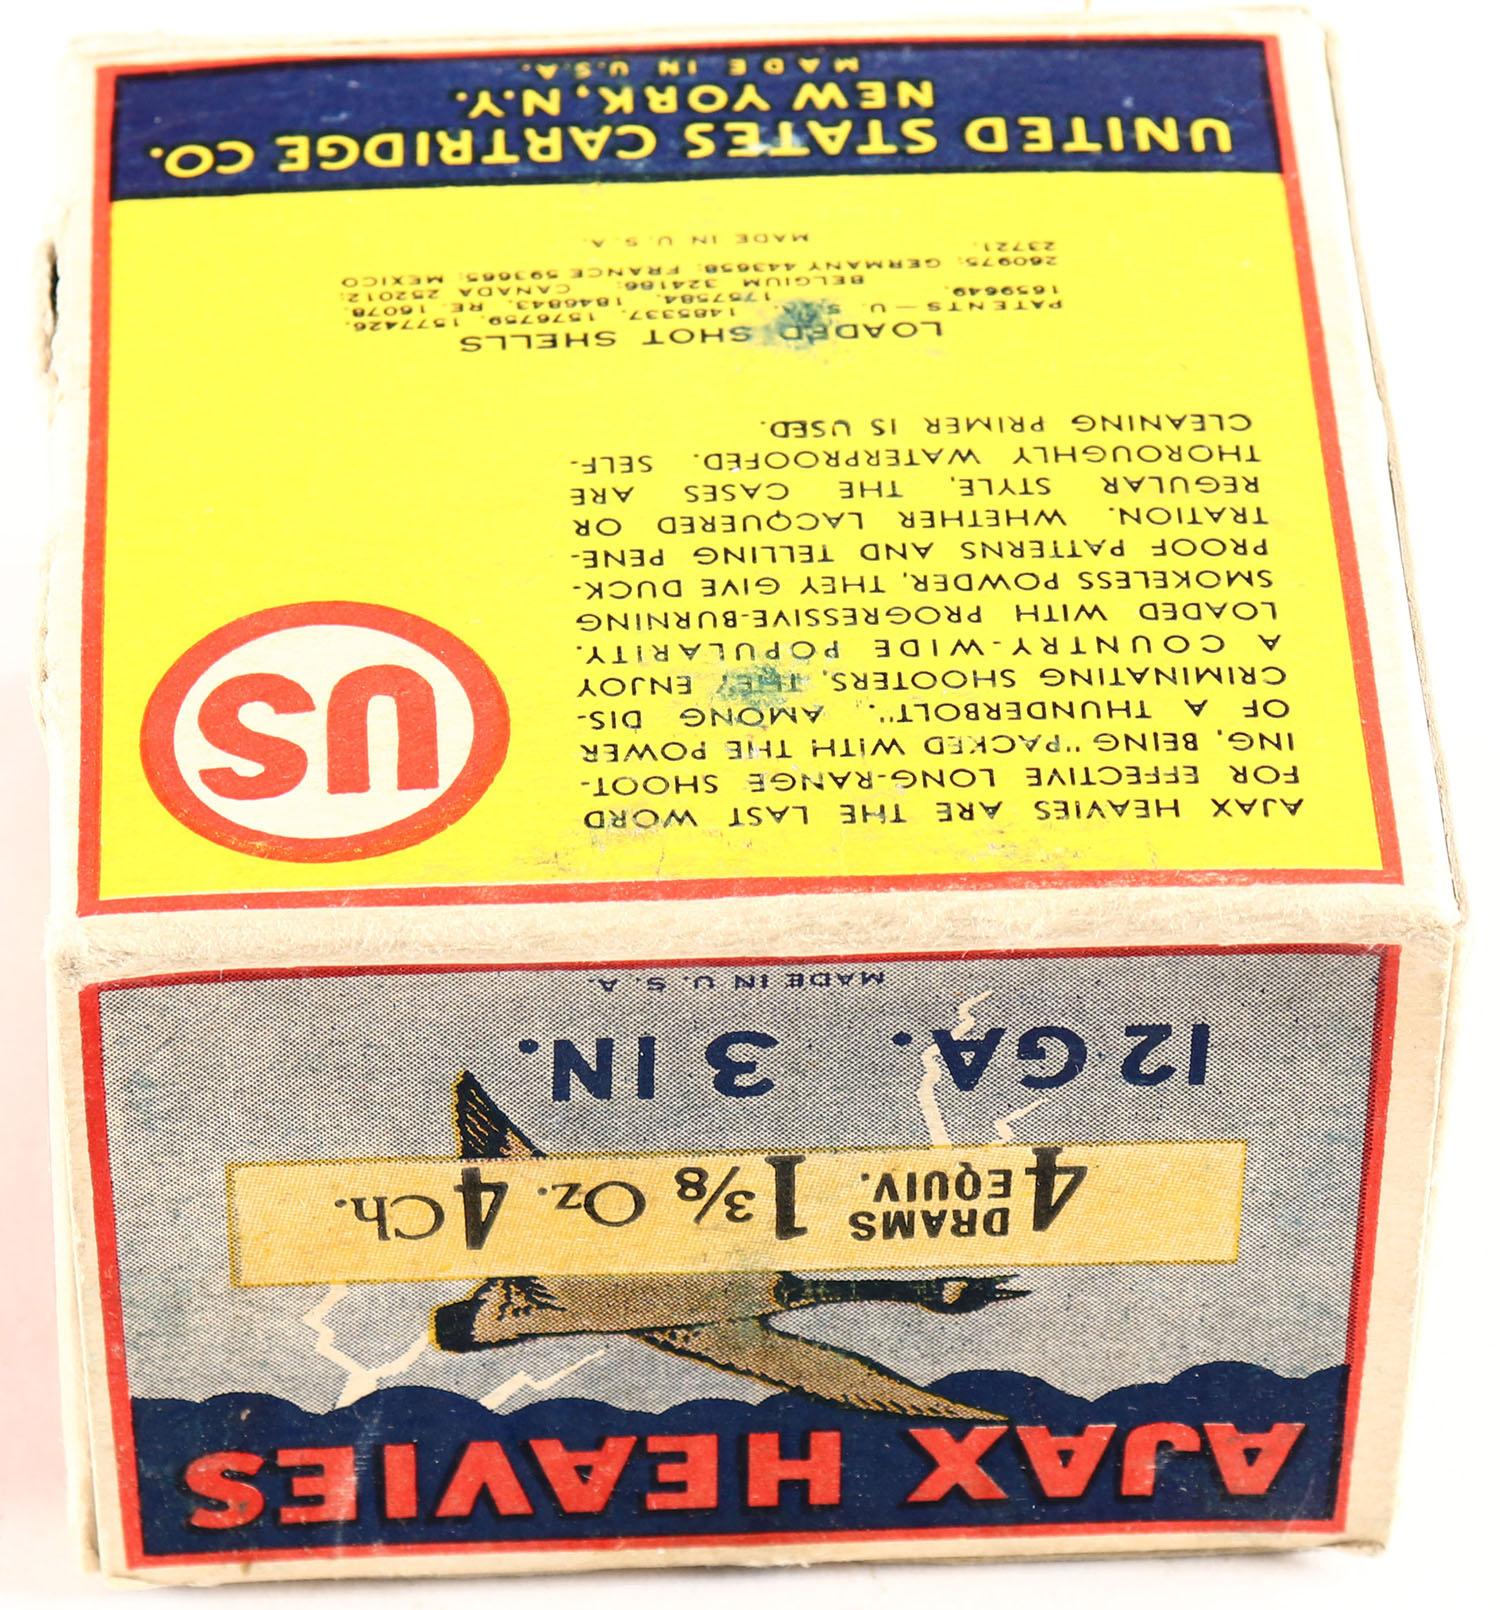 AJAX HEAVIES
4 DRAMS EQUIV. 1 3/8 Oz. 4 Ch.
12 GA. 3 IN.
MADE IN U. S. A.
AJAX HEAVIES ARE THE LAST WORD
FOR EFFECTIVE LONG-RANGE SHOOT-
ING, BEING "PACKED WITH THE POWER
OF A THUNDERBOLT". AMONG DIS-
CRIMINATING SHOOTERS, THEY ENJOY
A COUNTRY-WIDE POPULARITY.
LOADED WITH PROGRESSIVE-BURNING
SMOKELESS POWDER, THEY GIVE DUCK-
PROOF PATTERNS AND TELLING PENE-
TRATION. WHETHER LACQUERED OR
REGULAR STYLE, THE CASES ARE
THOROUGHLY WATERPROOFED. SELF-
CLEANING PRIMER IS USED.
US
LOADED SHOT SHELLS
PATENTS—U. S. 1485337. 1576759. 1577426.
1659649. 1757584. 1846843. RE. 16078.
BELGIUM 324186; CANADA 252012;
260975; GERMANY 443658; FRANCE 593665; MEXICO
23721.
MADE IN U. S. A.
UNITED STATES CARTRIDGE CO.
NEW YORK, N.Y.
MADE IN U.S.A.